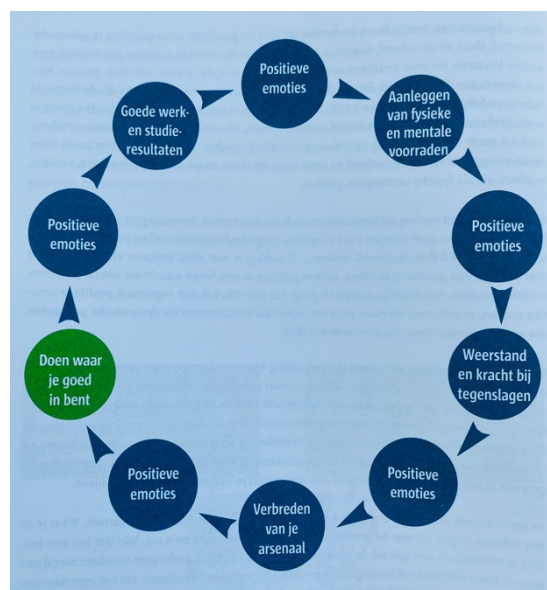 Positieve
emoties
Aanleggen
van fysieke
en mentale
voorraden
Positieve
emoties
Weerstand
en kracht bij
tegenslagen
Positieve
emoties
Verbreden
van je
arsenaal
Positieve
emoties
Doen waar
je goed
in bent
Positieve
emoties
Goede werk-
en studie-
resultaten